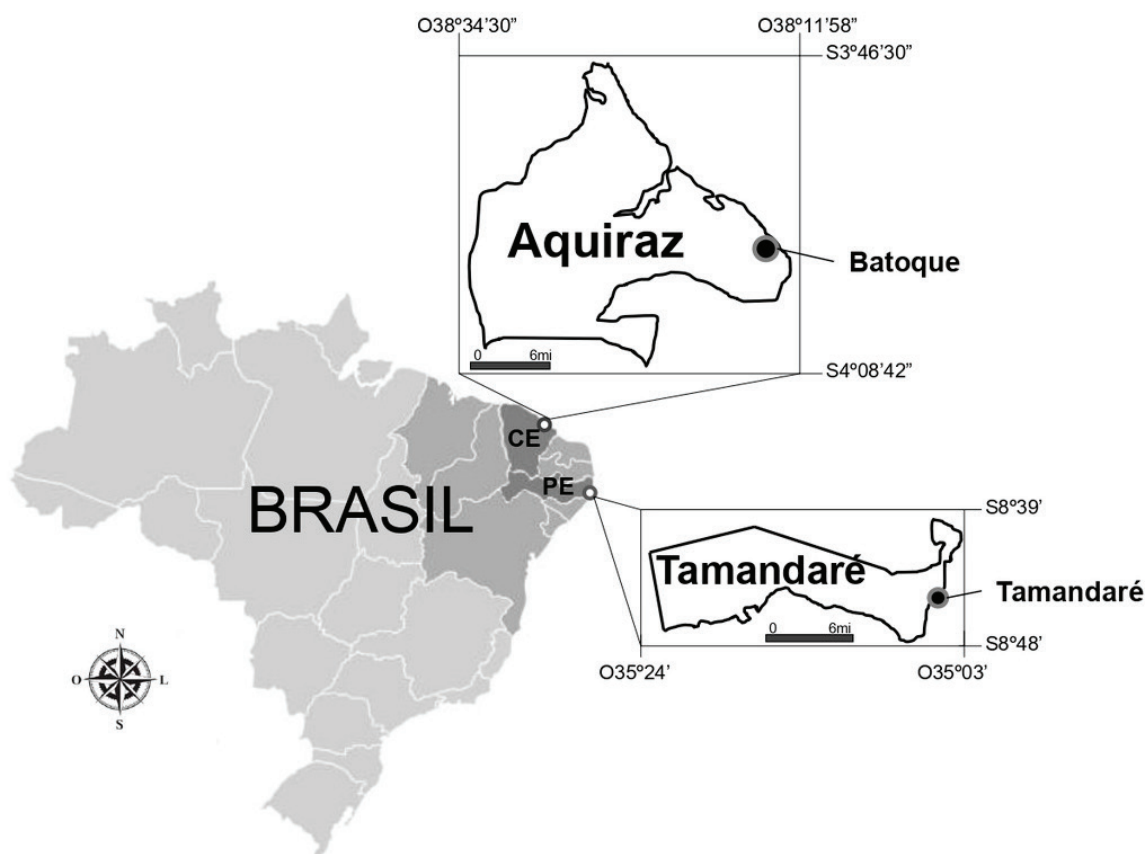 O38º34'30"
O38º11'58"
S3º46'30"
Aquiraz
Batoque
0 6mi
S4º08'42"
CE
PE
BRASIL
S8º39'
Tamandaré
Tamandaré
0 6mi
S8º48'
O35º24'
O35º03'
N
O L
S